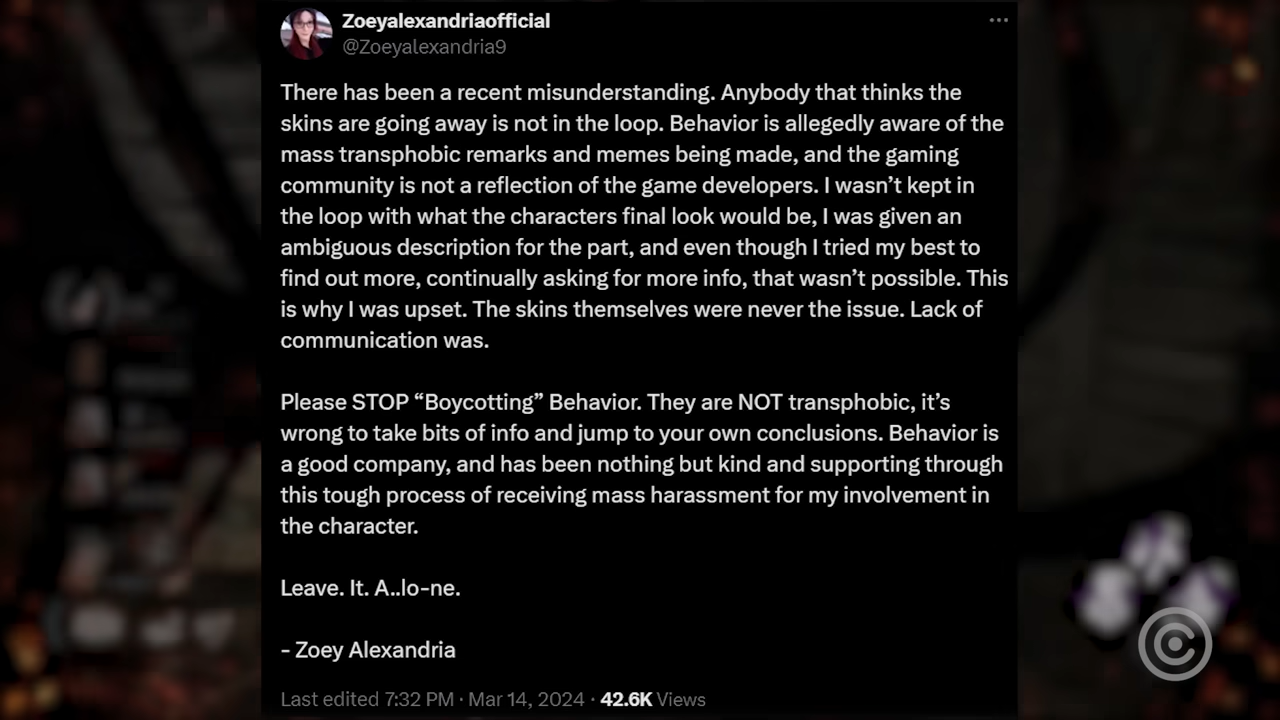 Zoeyalexandriaofficial
@Zoeyalexandria9
There has been a recent misunderstanding. Anybody that thinks the
skins are going away is not in the loop. Behavior is allegedly aware of the
mass transphobic remarks and memes being made, and the gaming
community is not a reflection of the game developers. I wasn’t kept in
the loop with what the characters final look would be, I was given an
ambiguous description for the part, and even though I tried my best to
find out more, continually asking for more info, that wasn’t possible. This
is why I was upset. The skins themselves were never the issue. Lack of
communication was.
Please STOP “Boycotting” Behavior. They are NOT transphobic, it’s
wrong to take bits of info and jump to your own conclusions. Behavior is
a good company, and has been nothing but kind and supporting through
this tough process of receiving mass harassment for my involvement in
the character.
Leave. It. A..lo-ne.
- Zoey Alexandria
Last edited 7:32 PM · Mar 14, 2024 · 42.6K Views